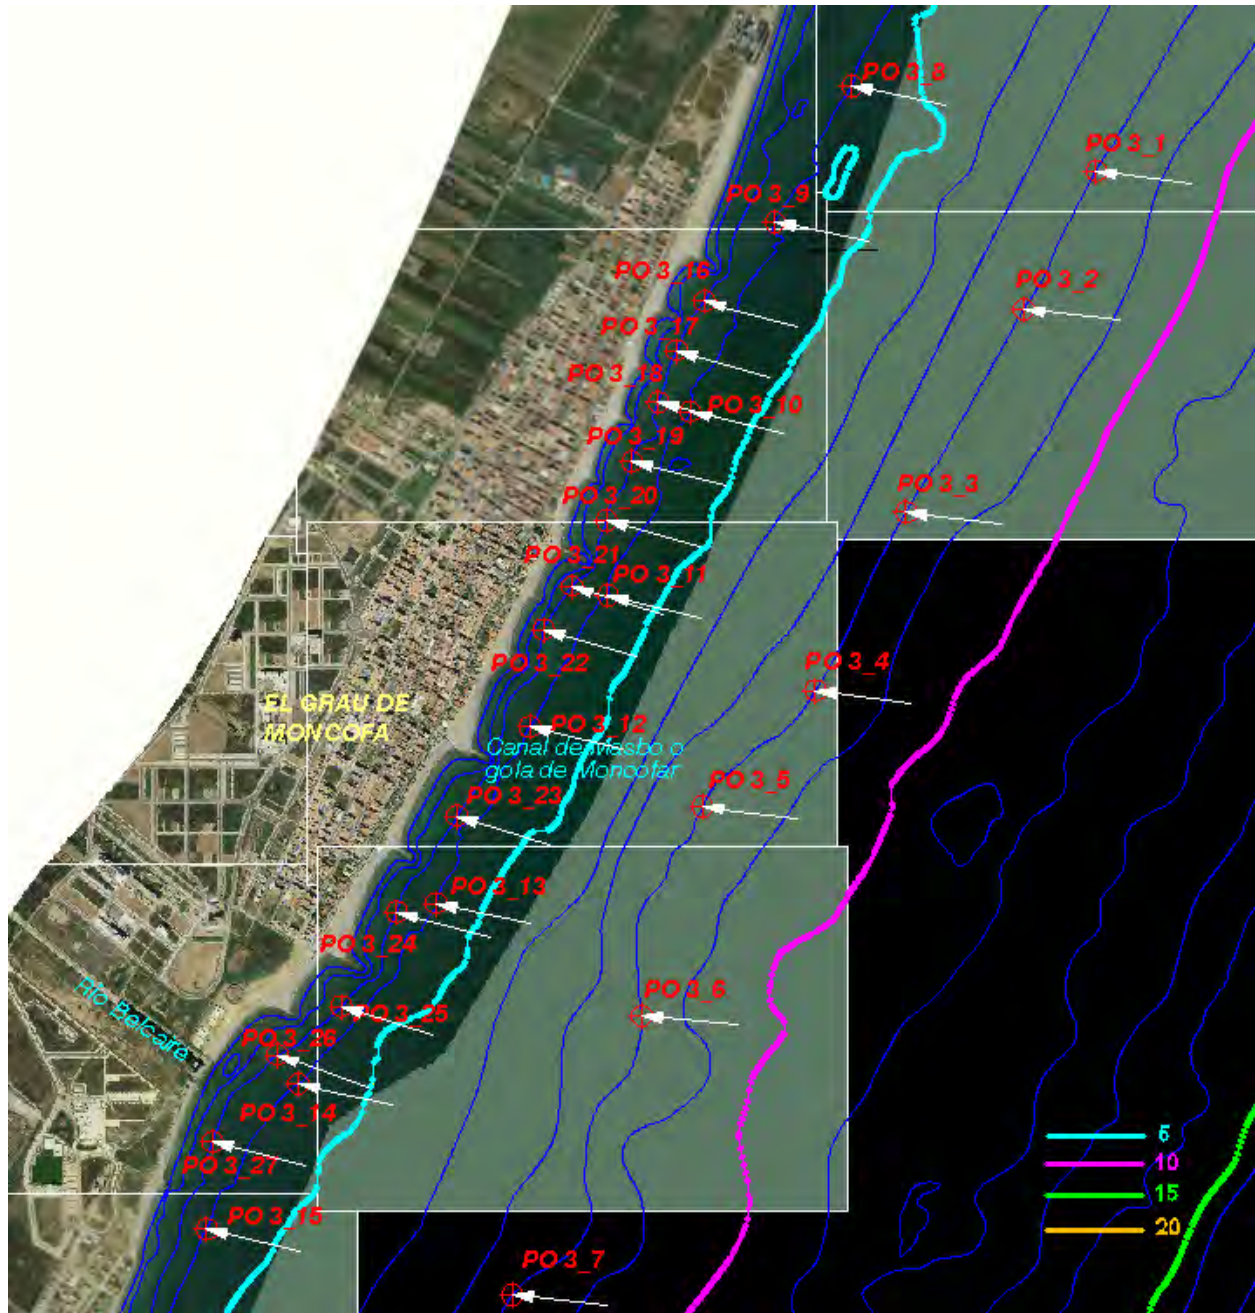 PO 3_8
PO 3_1
PO 3_9
PO 3_16
PO 3_2
PO 3_17
PO 3_18
PO 3_10
PO 3_19
PO 3_3
PO 3_20
PO 3_21
PO 3_11
PO 3_22
PO 3_4
EL GRAU DE
MONCOFA
PO 3_12
Canal de Masbo o
gola de Moncofar
PO 3_5
PO 3_23
PO 3_13
PO 3_24
Río Belcaire
PO 3_6
PO 3_25
PO 3_26
PO 3_14
PO 3_27
PO 3_15
PO 3_7
5
10
15
20